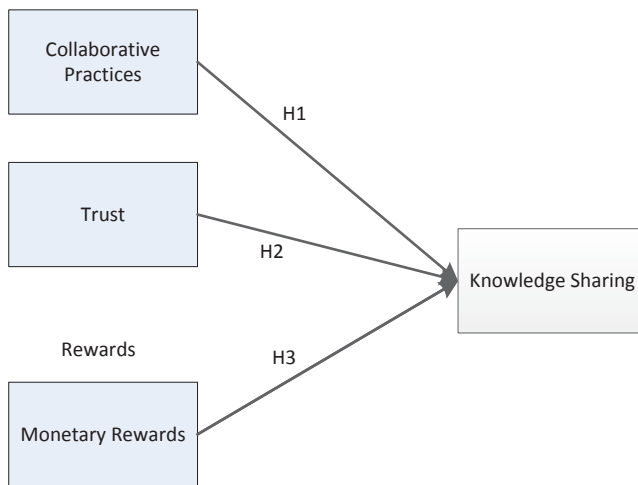 Collaborative
Practices
H1
Trust
H2
Knowledge Sharing
Rewards
H3
Monetary Rewards